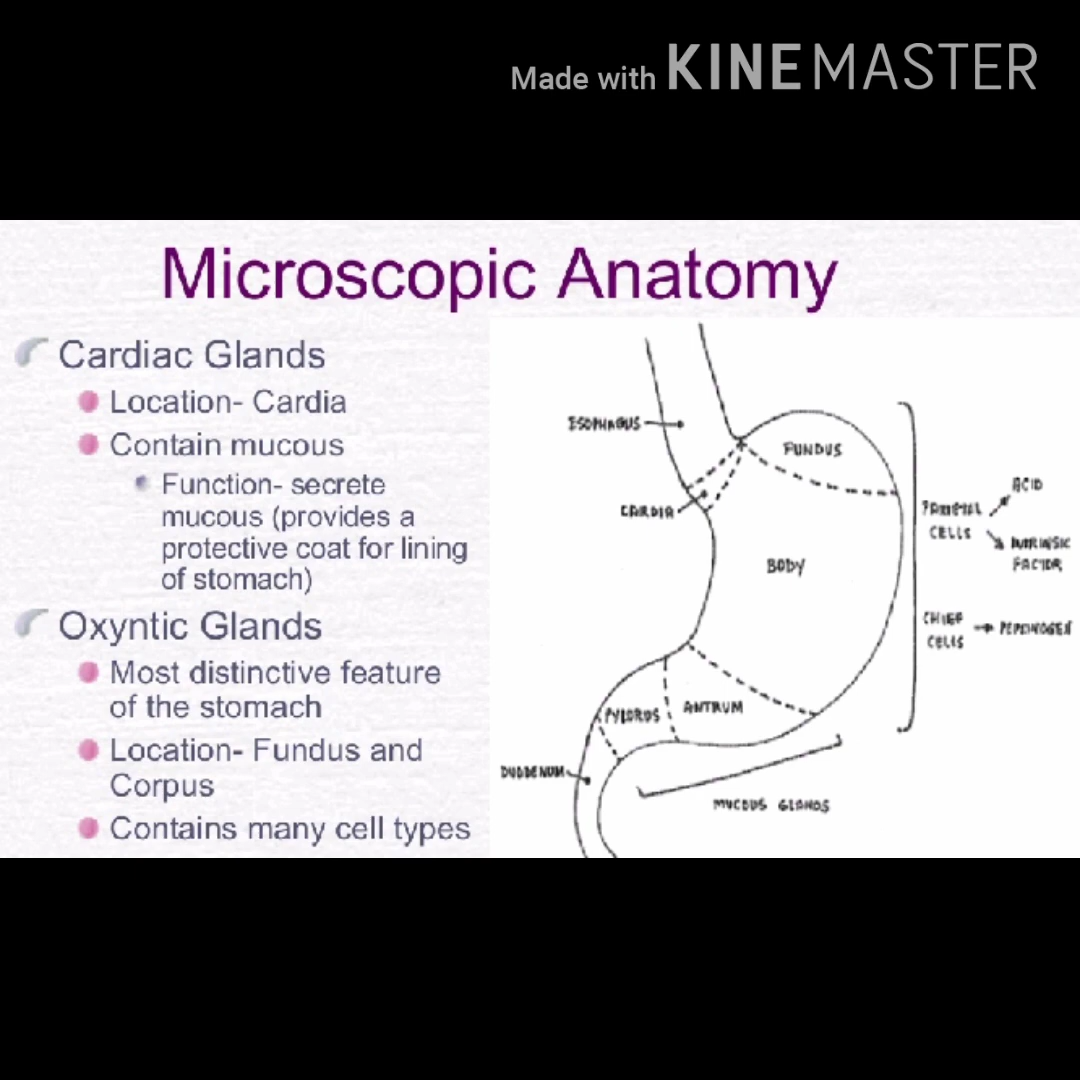 Made with KINEMASTER
Microscopic Anatomy
Cardiac Glands
Location- Cardia
Contain mucous
Function- secrete
mucous (provides a
protective coat for lining
of stomach)
Oxyntic Glands
Most distinctive feature
of the stomach
Location- Fundus and
Corpus
Contains many cell types
ESOPHAGUS
FUNDUS
CARDIA
BODY
PYLORUS
ANTRUM
DUODENUM
MUCOUS GLANDS
PARIETAL
CELLS
ACID
INTRINSIC
FACTOR
CHIEF
CELLS